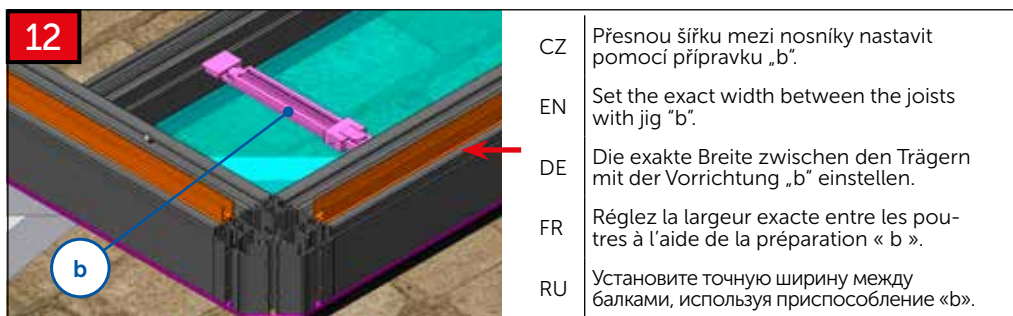 12
b
CZ
Přesnou šířku mezi nosníky nastavit
pomocí přípravku „b“.
EN
Set the exact width between the joists
with jig “b”.
DE
Die exakte Breite zwischen den Trägern
mit der Vorrichtung „b“ einstellen.
FR
Réglez la largeur exacte entre les pou-
tres à l’aide de la préparation « b ».
RU
Установите точную ширину между
балками, используя приспособление «b».